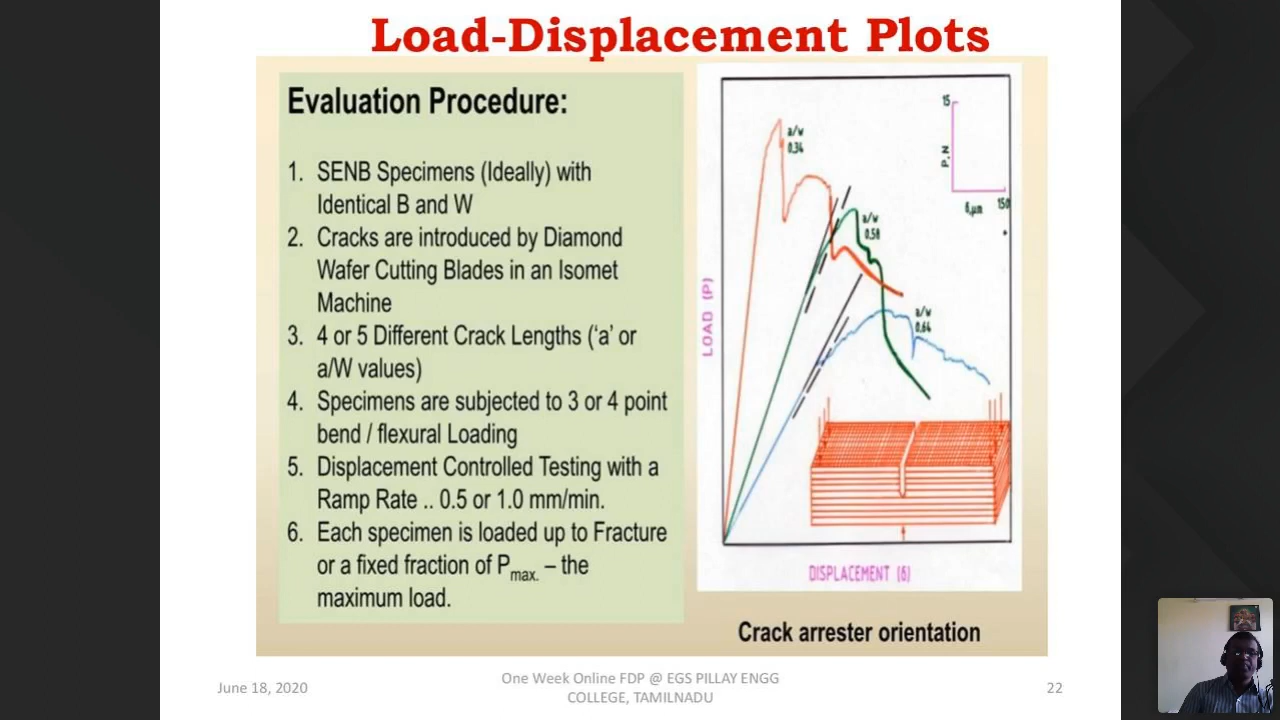 Load-Displacement Plots
Evaluation Procedure:
1. SENB Specimens (Ideally) with
Identical B and W
2. Cracks are introduced by Diamond
Wafer Cutting Blades in an Isomet
Machine
3. 4 or 5 Different Crack Lengths (‘a’ or
a/W values)
4. Specimens are subjected to 3 or 4 point
bend / flexural Loading
5. Displacement Controlled Testing with a
Ramp Rate .. 0.5 or 1.0 mm/min.
6. Each specimen is loaded up to Fracture
or a fixed fraction of Pmax. – the
maximum load.
a/w
0.34
a/w
0.58
a/w
0.64
15
P,N
δ,μm
150
LOAD (P)
DISPLACEMENT (δ)
Crack arrester orientation
June 18, 2020
One Week Online FDP @ EGS PILLAY ENGG
COLLEGE, TAMILNADU
22